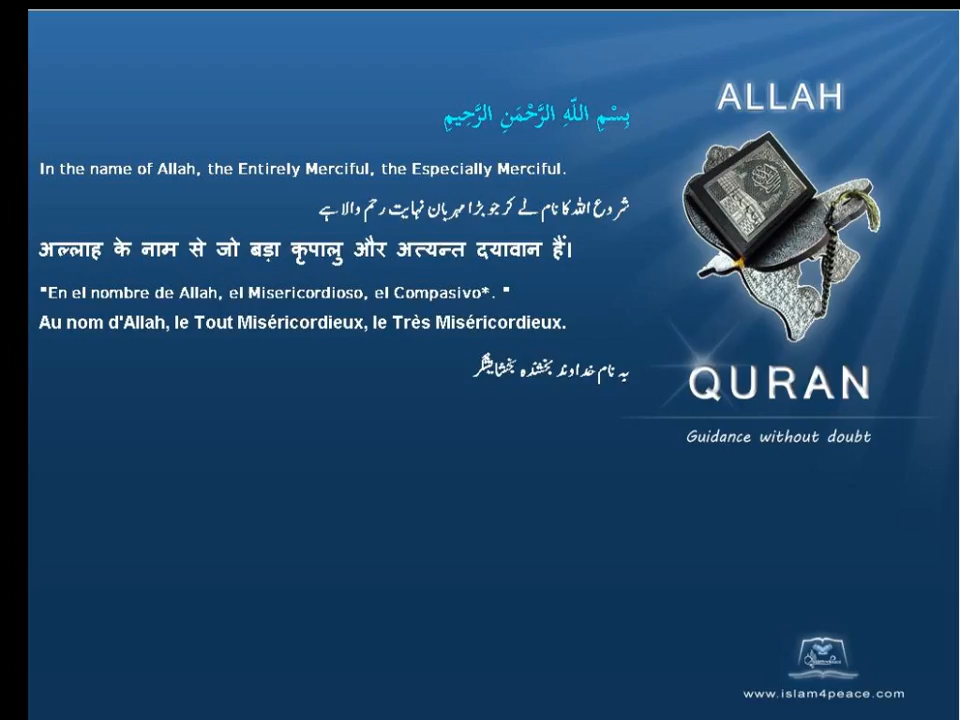 بِسْمِ اللَّهِ الرَّحْمَنِ الرَّحِيمِ
In the name of Allah, the Entirely Merciful, the Especially Merciful.
شروع الله کا نام لے کر جو بڑا مہربان نہایت رحم والا ہے
अल्लाह के नाम से जो बड़ा कृपालु और अत्यन्त दयावान हैं।
"En el nombre de Allah, el Misericordioso, el Compasivo*. "
Au nom d'Allah, le Tout Miséricordieux, le Très Miséricordieux.
به نام خداوند بخشنده بخشایشگر
ALLAH
QURAN
Guidance without doubt
www.islam4peace.com